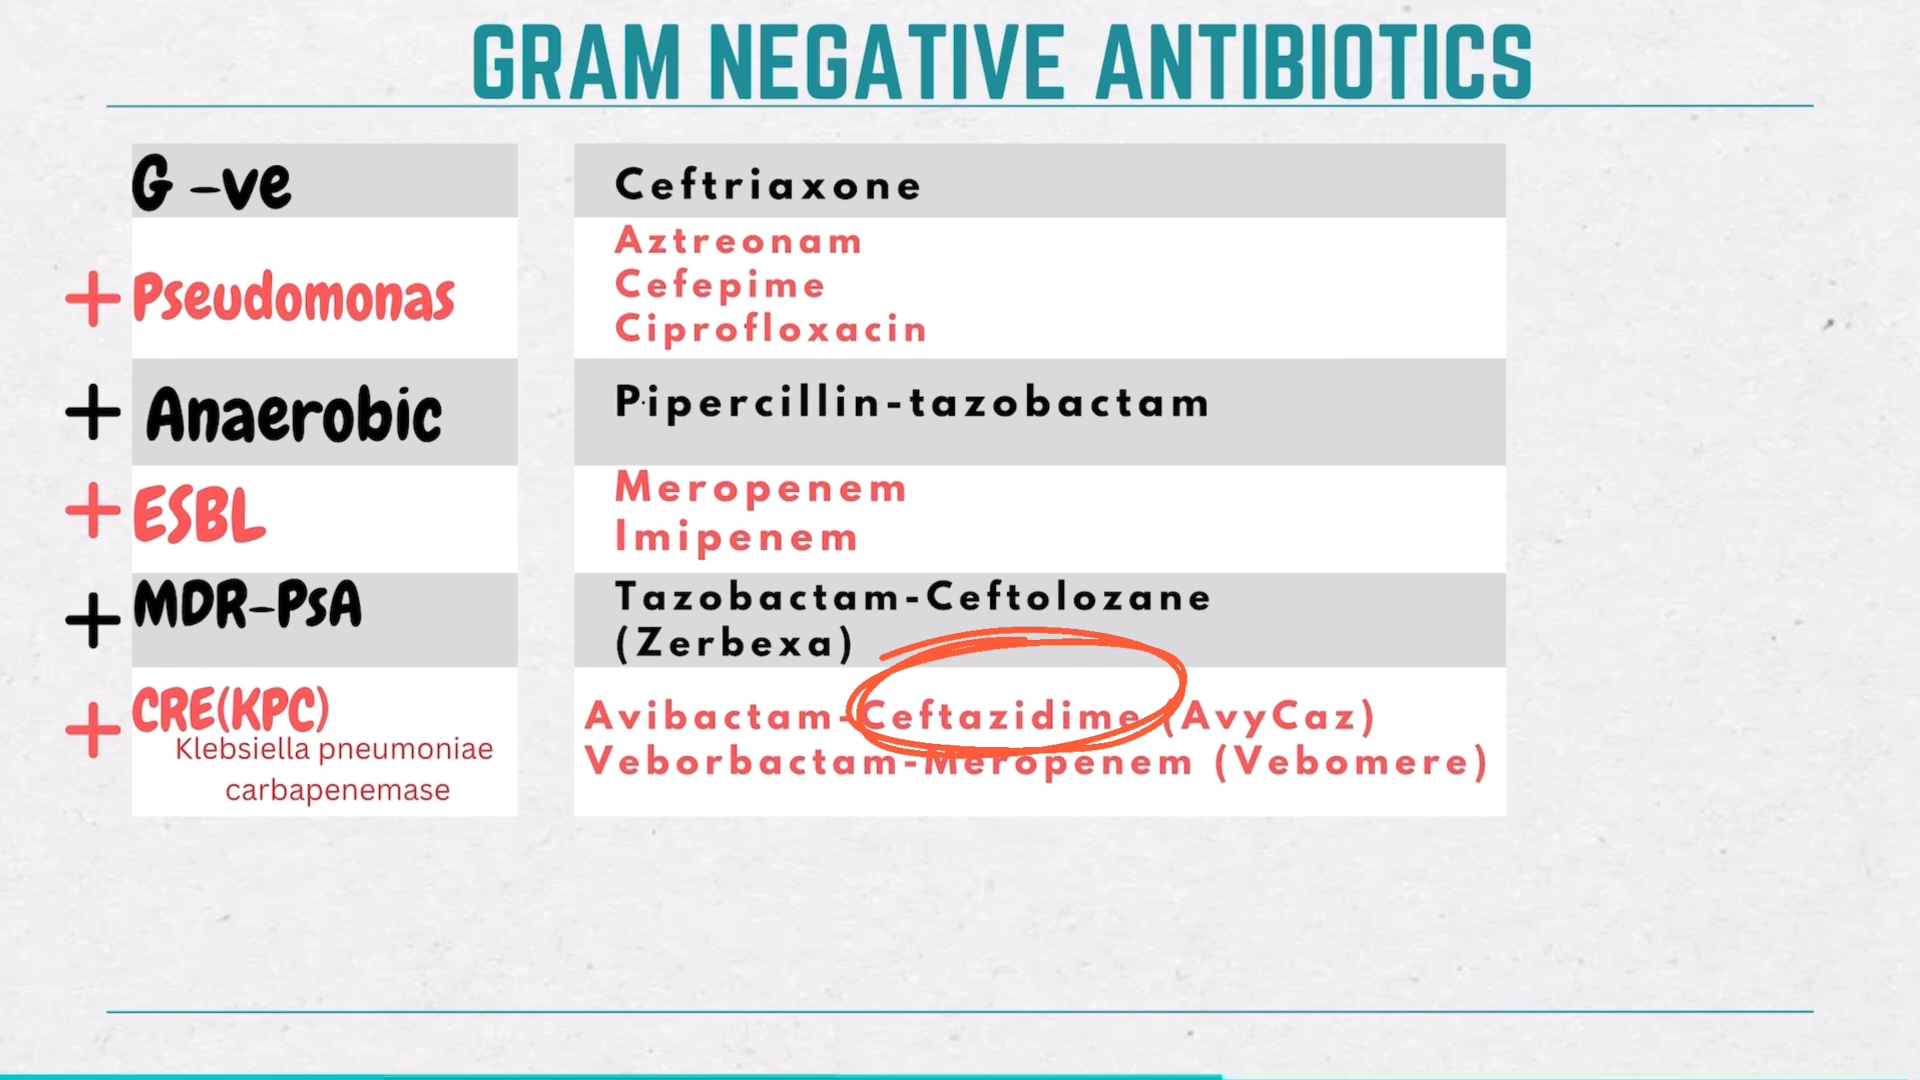 GRAM NEGATIVE ANTIBIOTICS
G -ve
Ceftriaxone
+ Pseudomonas
Aztreonam
Cefepime
Ciprofloxacin
+ Anaerobic
Pipercillin-tazobactam
+ ESBL
Meropenem
Imipenem
+ MDR-PsA
Tazobactam-Ceftolozane
(Zerbexa)
+ CRE(KPC)
Klebsiella pneumoniae
carbapenemase
Avibactam-Ceftazidime (AvyCaz)
Veborbactam-Meropenem (Vebomere)